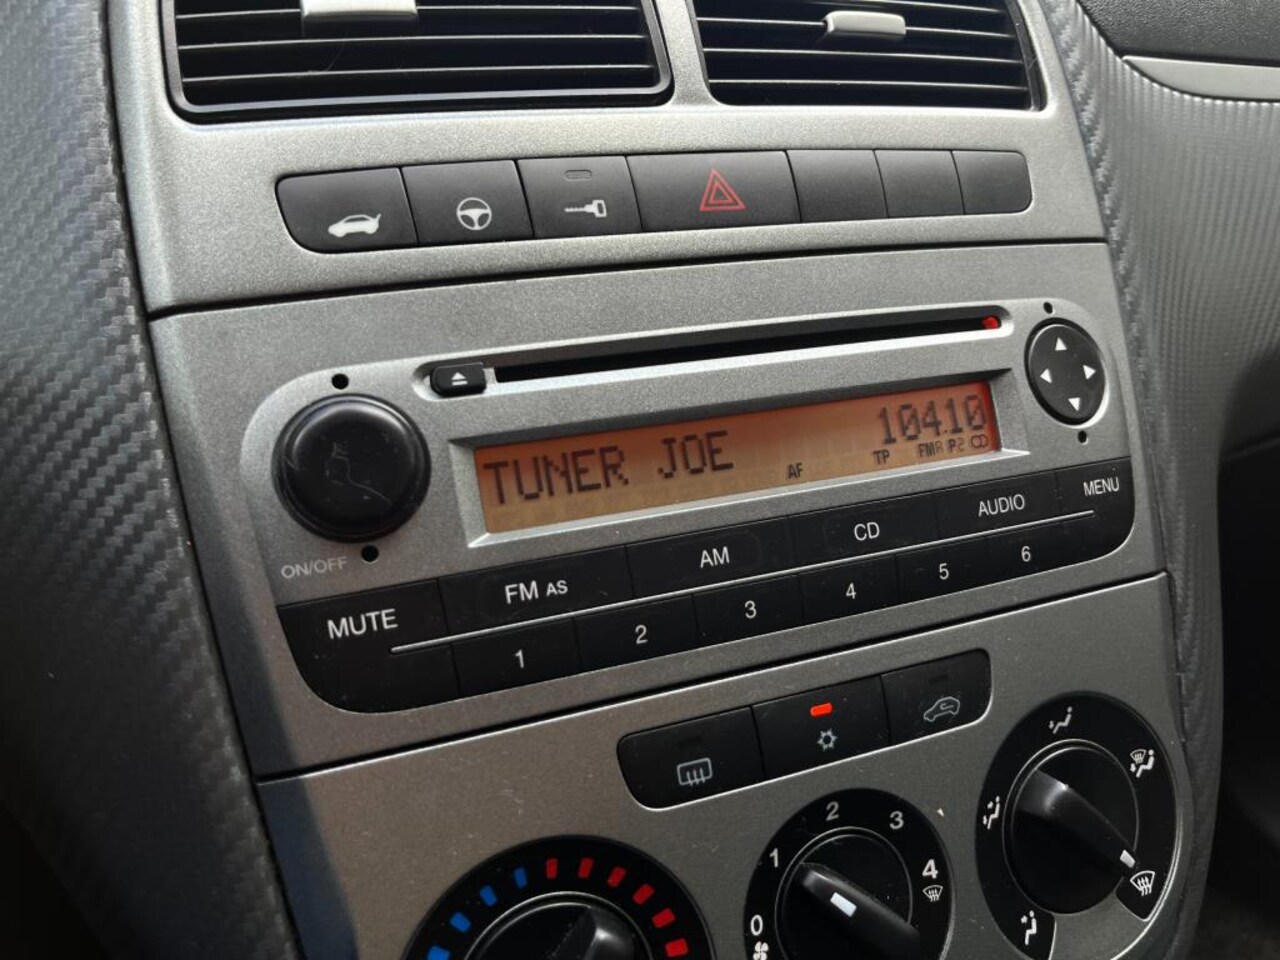 104.10
TUNER JOE
AF TP
ON/OFF
MUTE FM AS AM CD AUDIO MENU
1 2 3 4 5 6
0 1 2 3 4